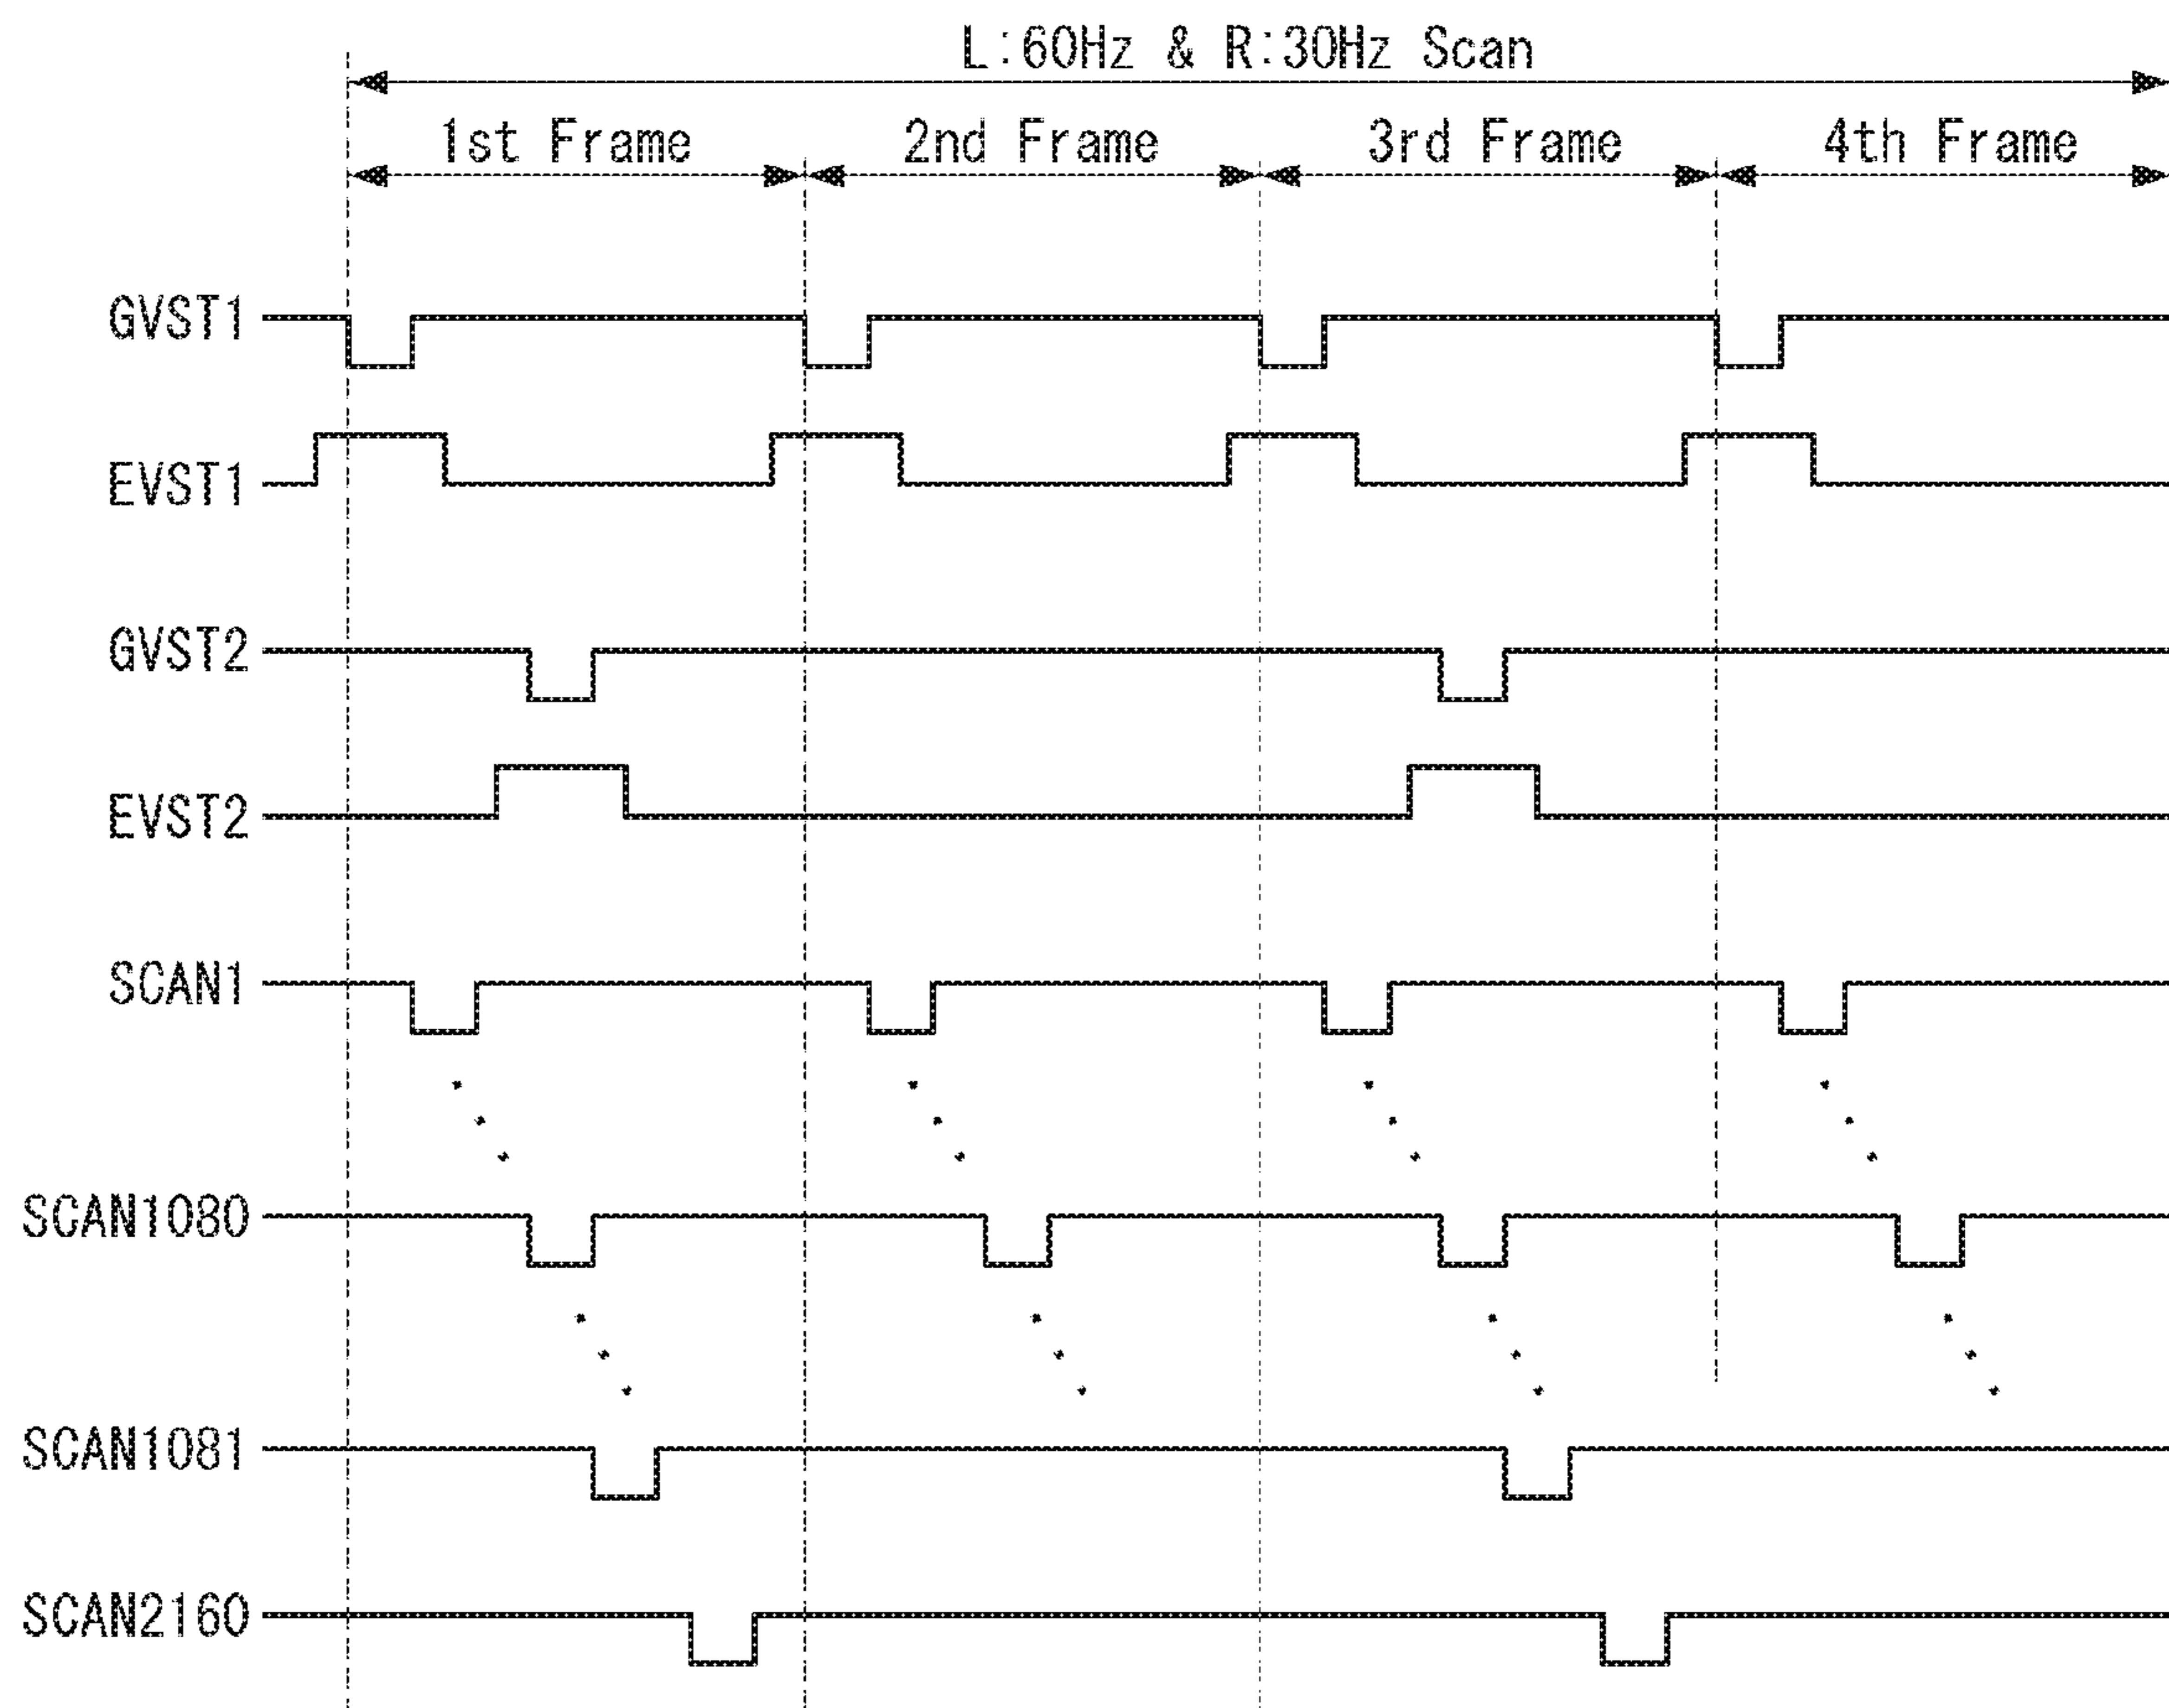 L:60Hz & R:30Hz Scan
1st Frame 2nd Frame 3rd Frame 4th Frame
GVST1
EVST1
GVST2
EVST2
SCAN1
SCAN1080
SCAN1081
SCAN2160